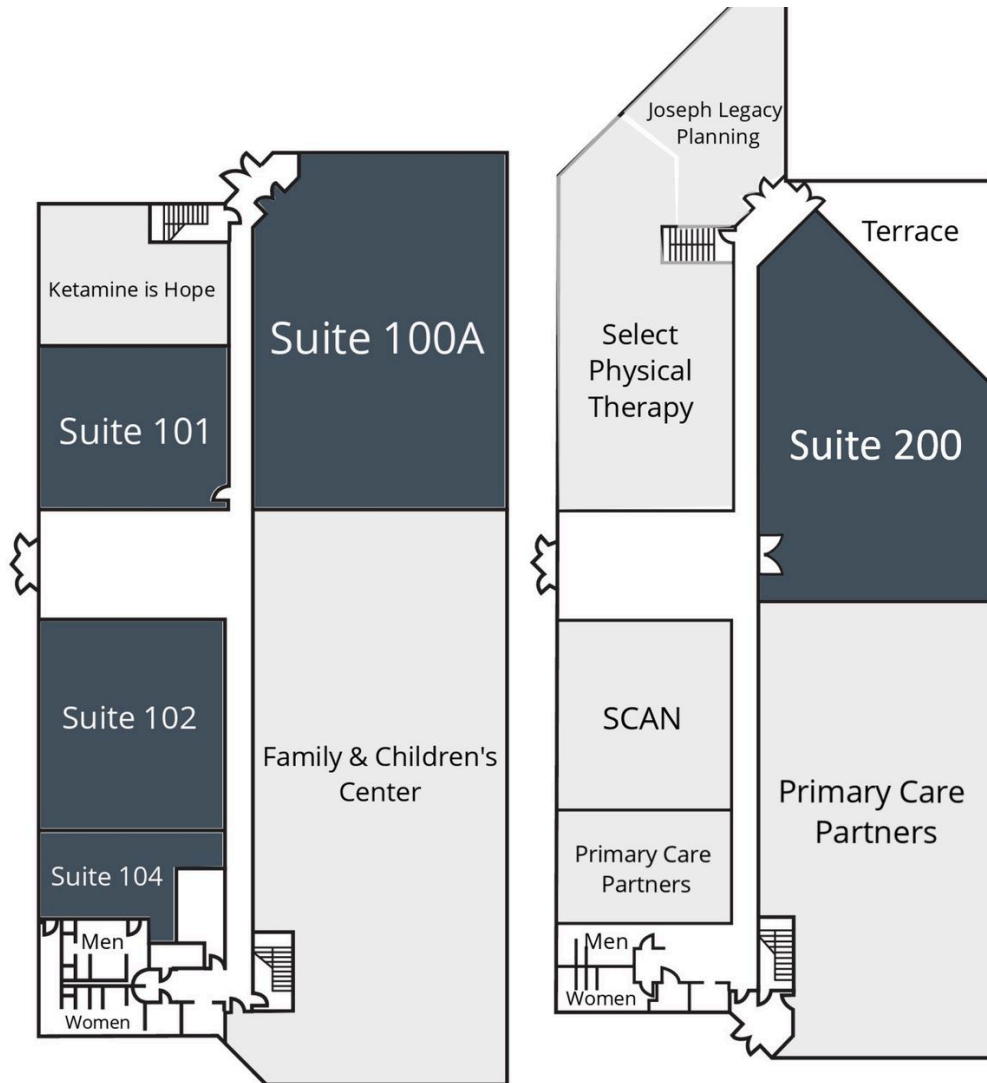 Ketamine is Hope
Suite 100A
Suite 101
Suite 102
Family & Children's
Center
Suite 104
Men
Women
Joseph Legacy
Planning
Terrace
Select
Physical
Therapy
Suite 200
SCAN
Primary Care
Partners
Primary Care
Partners
Men
Women